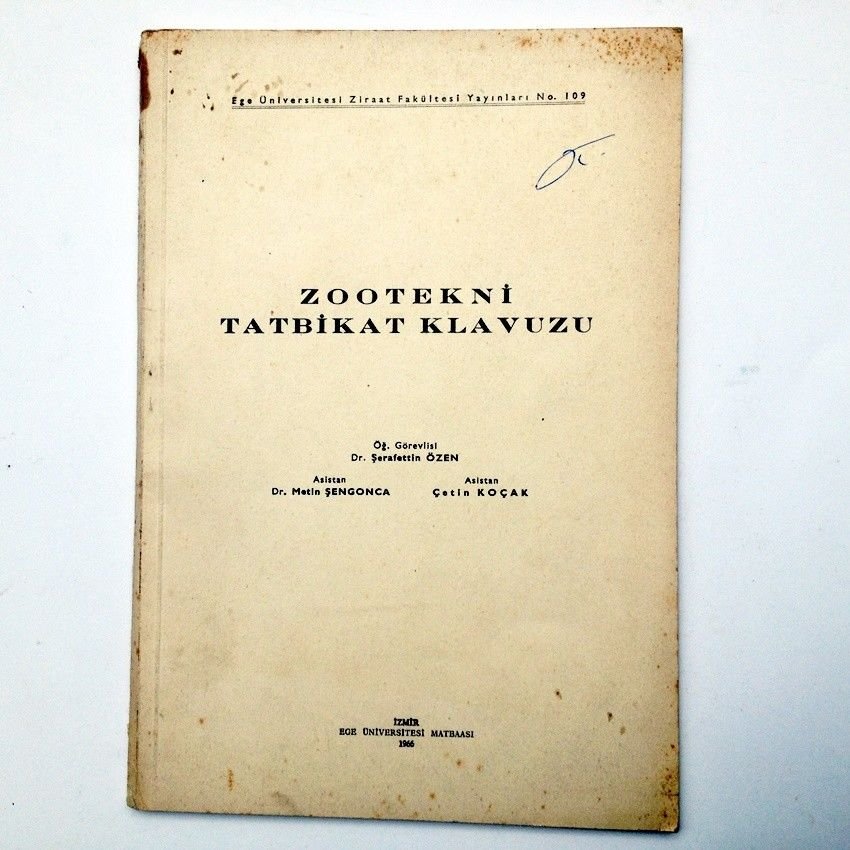 Ege Üniversitesi Ziraat Fakültesi Yayınları No. 109
ZOOTEKNİ
TATBİKAT KLAVUZU
Öğ. Görevlisi
Dr. Şerafettin ÖZEN
Asistan Asistan
Dr. Metin ŞENGONCA Çetin KOÇAK
İZMİR
EGE ÜNİVERSİTESİ MATBAASI
1966